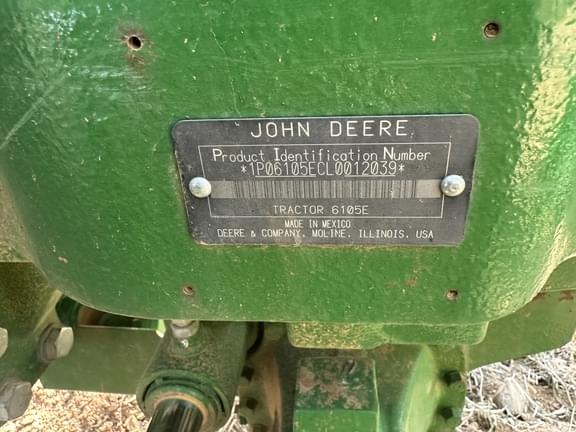 JOHN DEERE
Product Identification Number
*1P06105ECL0012039*
TRACTOR 6105E
MADE IN MEXICO
DEERE & COMPANY, MOLINE, ILLINOIS, USA